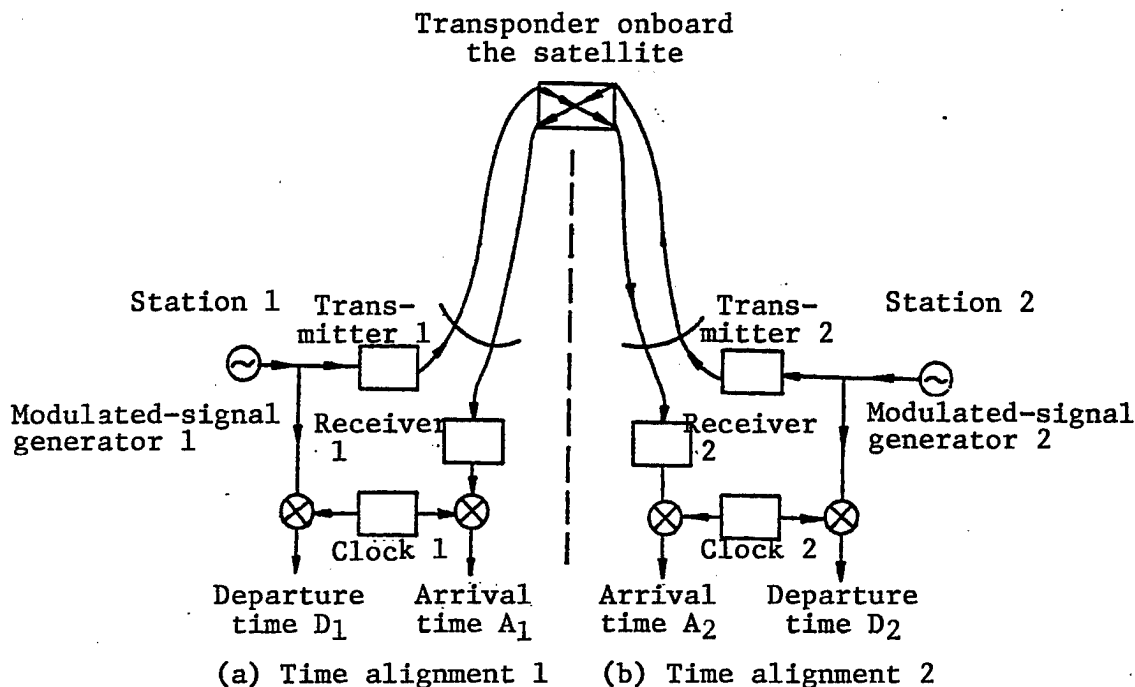 Transponder onboard
the satellite
Station 1
Trans-
mitter 1
Trans-
mitter 2
Station 2
Modulated-signal
generator 1
Receiver
1
Receiver
2
Modulated-signal
generator 2
Clock 1
Clock 2
Departure
time D1
Arrival
time A1
Arrival
time A2
Departure
time D2
(a) Time alignment 1
(b) Time alignment 2